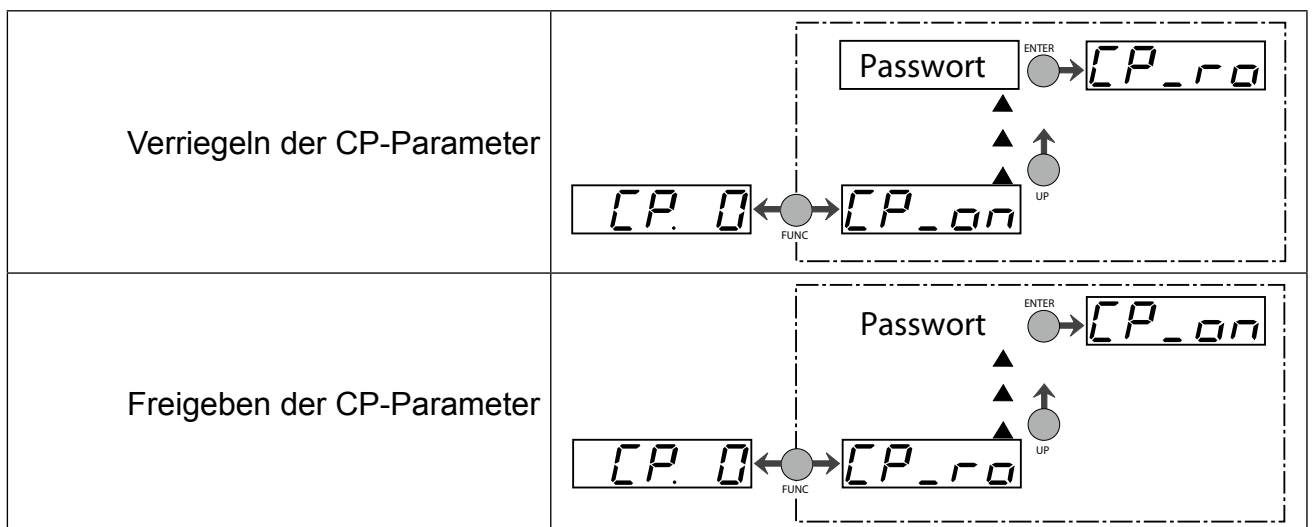 Passwort ENTER CP_ro
Verriegeln der CP-Parameter
UP
CP. 0 FUNC CP_on
Passwort ENTER CP_on
Freigeben der CP-Parameter
UP
CP. 0 FUNC CP_ro